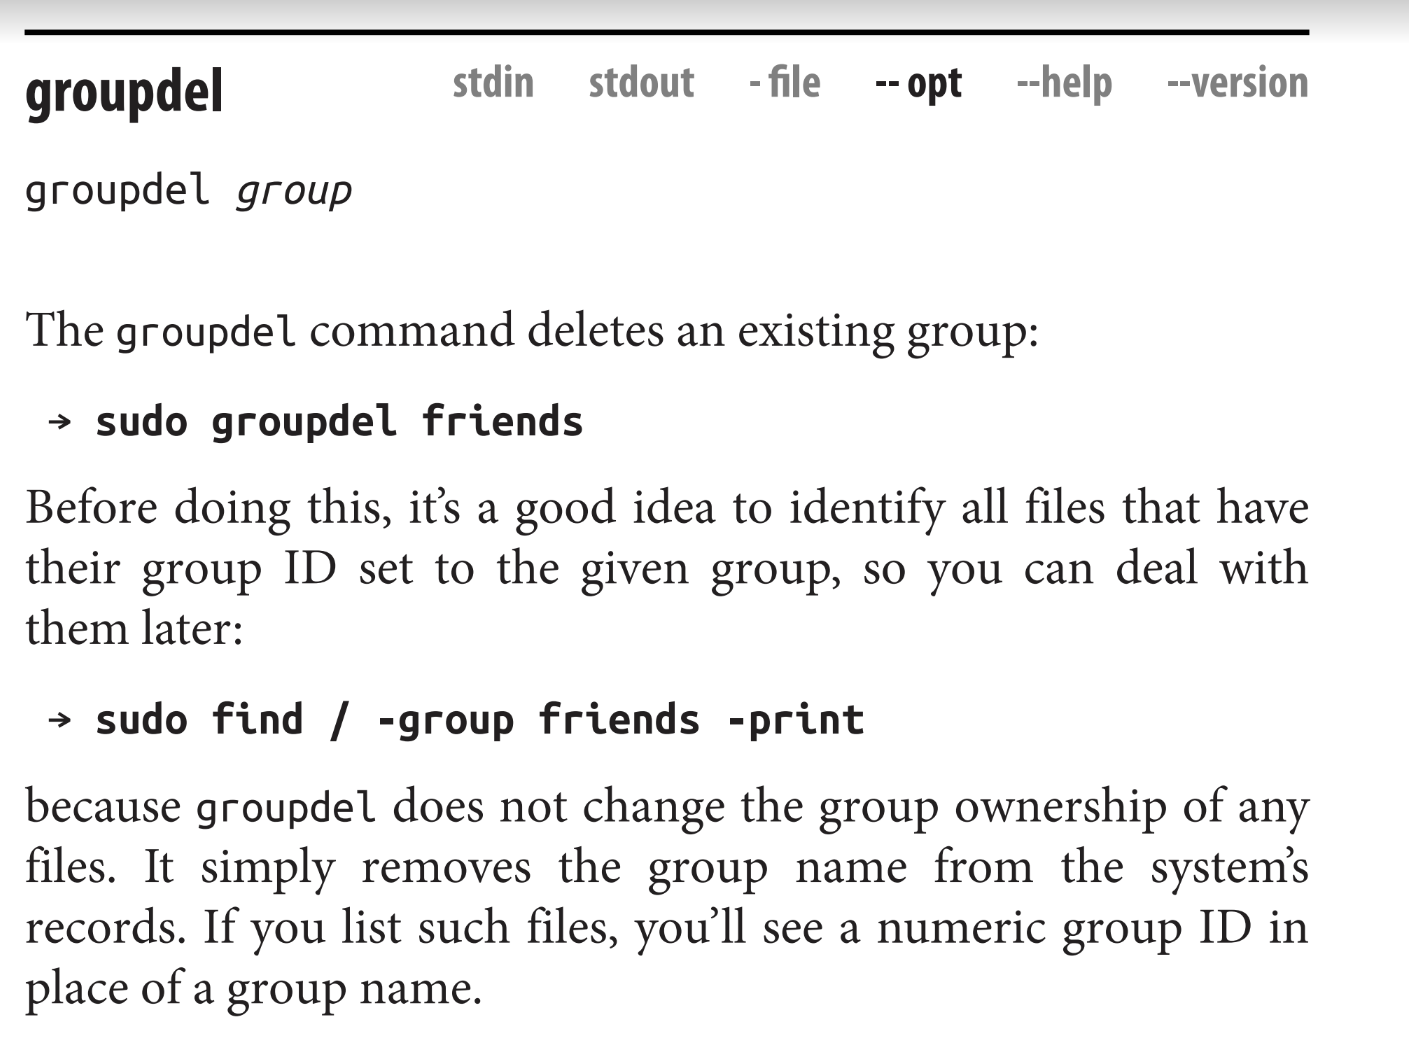 groupdel stdin stdout - file -- opt --help --version
groupdel group
The groupdel command deletes an existing group:
→ sudo groupdel friends
Before doing this, it’s a good idea to identify all files that have
their group ID set to the given group, so you can deal with
them later:
→ sudo find / -group friends -print
because groupdel does not change the group ownership of any
files. It simply removes the group name from the system’s
records. If you list such files, you’ll see a numeric group ID in
place of a group name.